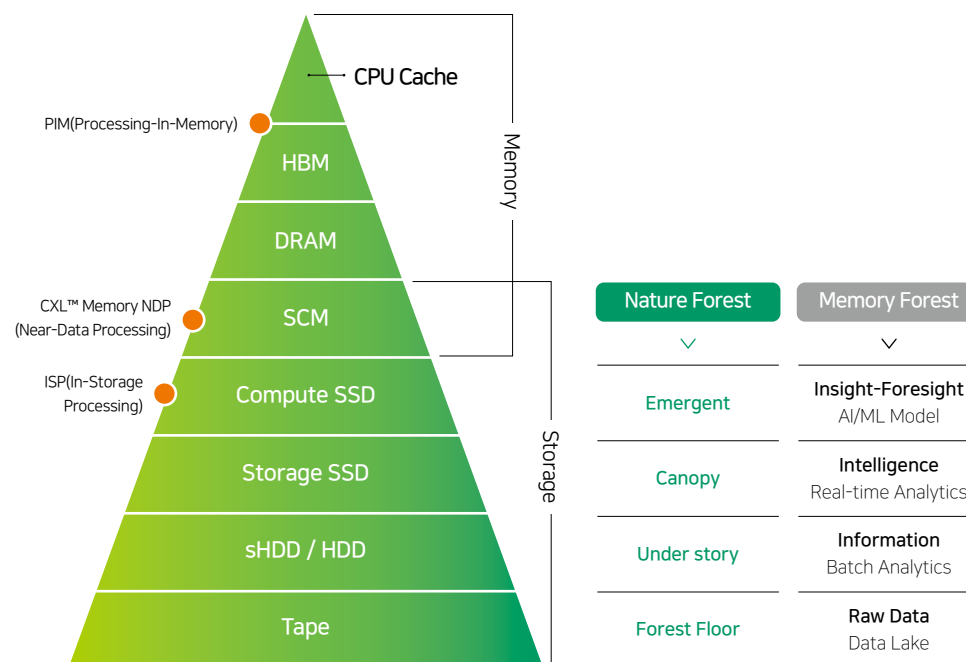 CPU Cache
PIM(Processing-In-Memory)
HBM
Memory
DRAM
CXL™ Memory NDP
(Near-Data Processing)
SCM
ISP(In-Storage
Processing)
Compute SSD
Storage
Storage SSD
sHDD / HDD
Tape
Nature Forest
Memory Forest
Emergent
Insight-Foresight
AI/ML Model
Canopy
Intelligence
Real-time Analytics
Under story
Information
Batch Analytics
Forest Floor
Raw Data
Data Lake